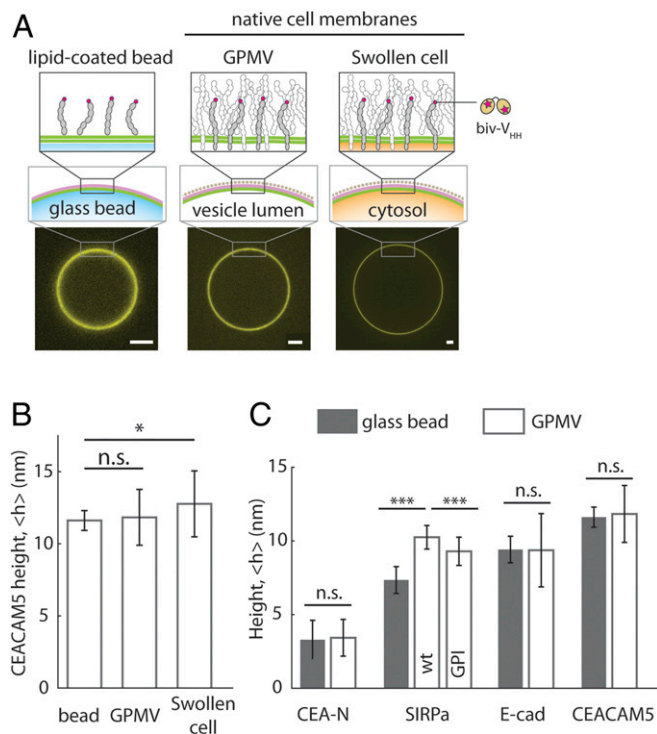 A
native cell membranes
lipid-coated bead GPMV Swollen cell
biv-VHH
glass bead vesicle lumen cytosol
B
CEACAM5 height, <h> (nm)
15
10
5
0
*
n.s.
bead GPMV Swollen
cell
C
glass bead GPMV
Height, <h> (nm)
15
10
5
0
n.s.
*** ***
n.s.
n.s.
wt GPI
CEA-N SIRPa E-cad CEACAM5